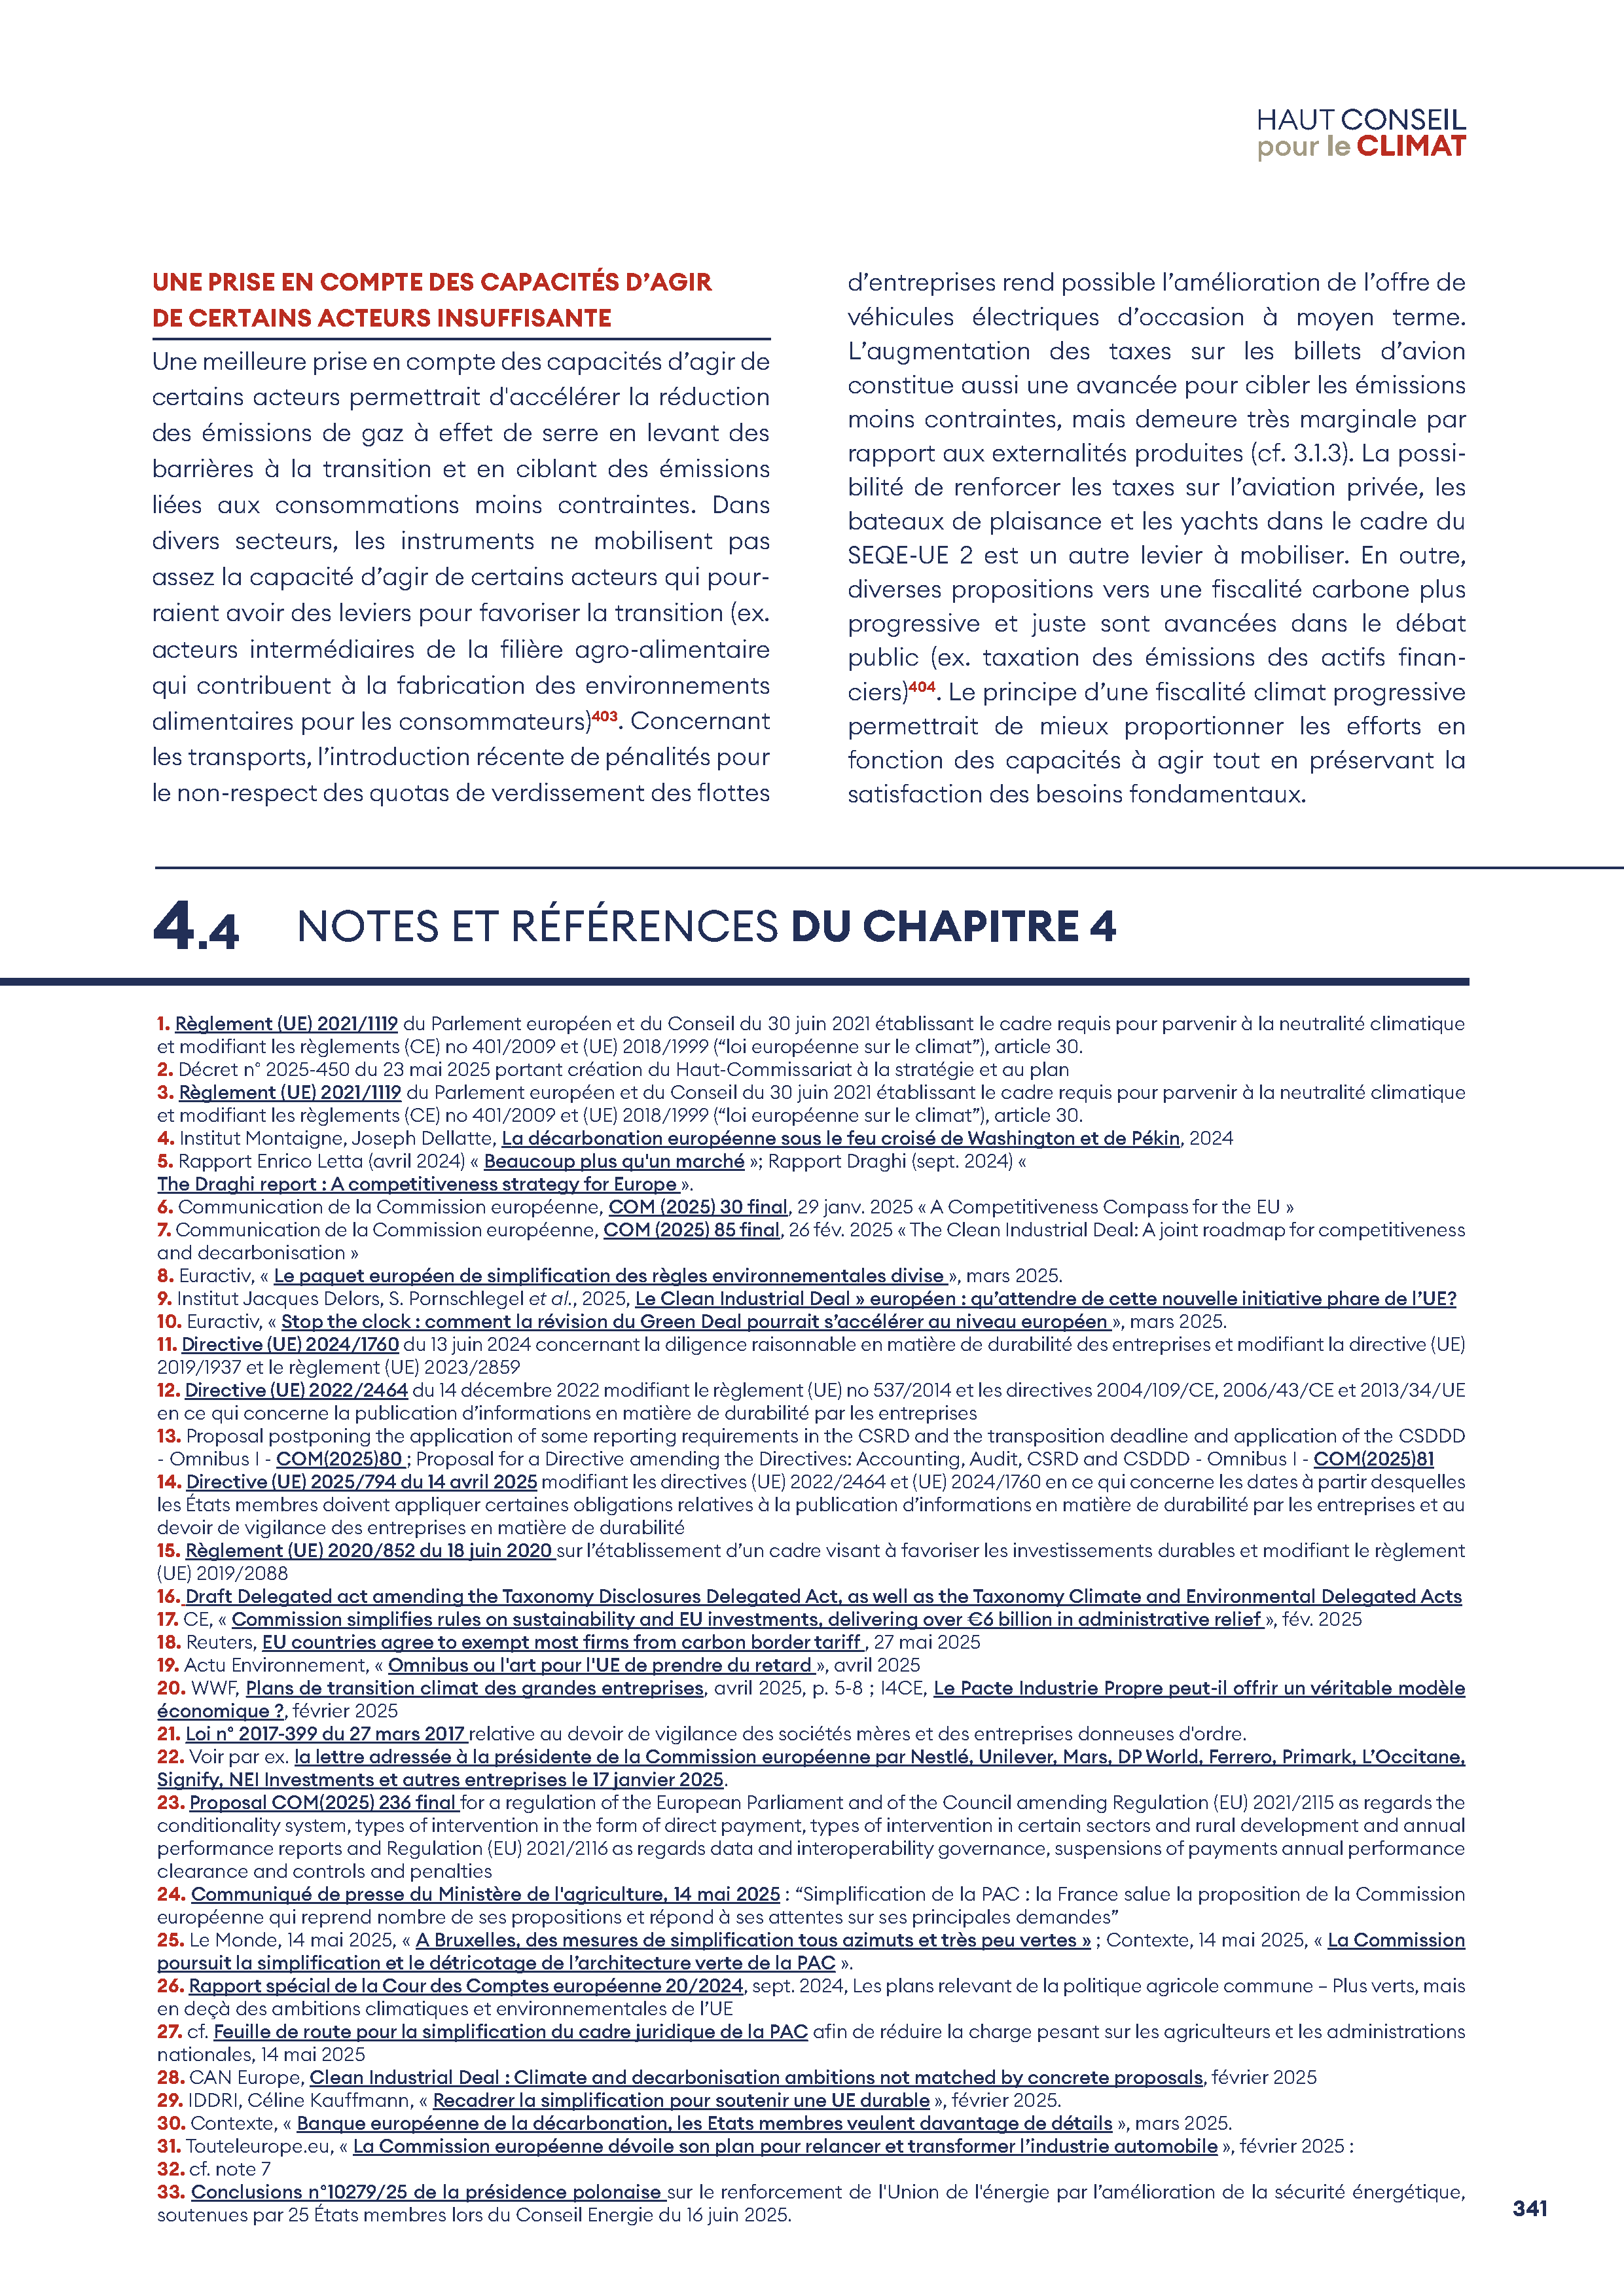 HAUT CONSEIL
pour le CLIMAT
UNE PRISE EN COMPTE DES CAPACITÉS D’AGIR
DE CERTAINS ACTEURS INSUFFISANTE
Une meilleure prise en compte des capacités d’agir de
certains acteurs permettrait d'accélérer la réduction
des émissions de gaz à effet de serre en levant des
barrières à la transition et en ciblant des émissions
liées aux consommations moins contraintes. Dans
divers secteurs, les instruments ne mobilisent pas
assez la capacité d’agir de certains acteurs qui pour-
raient avoir des leviers pour favoriser la transition (ex.
acteurs intermédiaires de la filière agro-alimentaire
qui contribuent à la fabrication des environnements
alimentaires pour les consommateurs)403. Concernant
les transports, l’introduction récente de pénalités pour
le non-respect des quotas de verdissement des flottes
d’entreprises rend possible l’amélioration de l’offre de
véhicules électriques d’occasion à moyen terme.
L’augmentation des taxes sur les billets d’avion
constitue aussi une avancée pour cibler les émissions
moins contraintes, mais demeure très marginale par
rapport aux externalités produites (cf. 3.1.3). La possi-
bilité de renforcer les taxes sur l’aviation privée, les
bateaux de plaisance et les yachts dans le cadre du
SEQE-UE 2 est un autre levier à mobiliser. En outre,
diverses propositions vers une fiscalité carbone plus
progressive et juste sont avancées dans le débat
public (ex. taxation des émissions des actifs finan-
ciers)404. Le principe d’une fiscalité climat progressive
permettrait de mieux proportionner les efforts en
fonction des capacités à agir tout en préservant la
satisfaction des besoins fondamentaux.
4.4 NOTES ET RÉFÉRENCES DU CHAPITRE 4
1. Règlement (UE) 2021/1119 du Parlement européen et du Conseil du 30 juin 2021 établissant le cadre requis pour parvenir à la neutralité climatique
et modifiant les règlements (CE) no 401/2009 et (UE) 2018/1999 (“loi européenne sur le climat”), article 30.
2. Décret n° 2025-450 du 23 mai 2025 portant création du Haut-Commissariat à la stratégie et au plan
3. Règlement (UE) 2021/1119 du Parlement européen et du Conseil du 30 juin 2021 établissant le cadre requis pour parvenir à la neutralité climatique
et modifiant les règlements (CE) no 401/2009 et (UE) 2018/1999 (“loi européenne sur le climat”), article 30.
4. Institut Montaigne, Joseph Dellatte, La décarbonation européenne sous le feu croisé de Washington et de Pékin, 2024
5. Rapport Enrico Letta (avril 2024) « Beaucoup plus qu'un marché »; Rapport Draghi (sept. 2024) «
The Draghi report : A competitiveness strategy for Europe ».
6. Communication de la Commission européenne, COM (2025) 30 final, 29 janv. 2025 « A Competitiveness Compass for the EU »
7. Communication de la Commission européenne, COM (2025) 85 final, 26 fév. 2025 « The Clean Industrial Deal: A joint roadmap for competitiveness
and decarbonisation »
8. Euractiv, « Le paquet européen de simplification des règles environnementales divise », mars 2025.
9. Institut Jacques Delors, S. Pornschlegel et al., 2025, Le Clean Industrial Deal » européen : qu’attendre de cette nouvelle initiative phare de l’UE?
10. Euractiv, « Stop the clock : comment la révision du Green Deal pourrait s’accélérer au niveau européen », mars 2025.
11. Directive (UE) 2024/1760 du 13 juin 2024 concernant la diligence raisonnable en matière de durabilité des entreprises et modifiant la directive (UE)
2019/1937 et le règlement (UE) 2023/2859
12. Directive (UE) 2022/2464 du 14 décembre 2022 modifiant le règlement (UE) no 537/2014 et les directives 2004/109/CE, 2006/43/CE et 2013/34/UE
en ce qui concerne la publication d’informations en matière de durabilité par les entreprises
13. Proposal postponing the application of some reporting requirements in the CSRD and the transposition deadline and application of the CSDDD
- Omnibus I - COM(2025)80 ; Proposal for a Directive amending the Directives: Accounting, Audit, CSRD and CSDDD - Omnibus I - COM(2025)81
14. Directive (UE) 2025/794 du 14 avril 2025 modifiant les directives (UE) 2022/2464 et (UE) 2024/1760 en ce qui concerne les dates à partir desquelles
les États membres doivent appliquer certaines obligations relatives à la publication d’informations en matière de durabilité par les entreprises et au
devoir de vigilance des entreprises en matière de durabilité
15. Règlement (UE) 2020/852 du 18 juin 2020 sur l’établissement d’un cadre visant à favoriser les investissements durables et modifiant le règlement
(UE) 2019/2088
16. Draft Delegated act amending the Taxonomy Disclosures Delegated Act, as well as the Taxonomy Climate and Environmental Delegated Acts
17. CE, « Commission simplifies rules on sustainability and EU investments, delivering over €6 billion in administrative relief », fév. 2025
18. Reuters, EU countries agree to exempt most firms from carbon border tariff , 27 mai 2025
19. Actu Environnement, « Omnibus ou l'art pour l'UE de prendre du retard », avril 2025
20. WWF, Plans de transition climat des grandes entreprises, avril 2025, p. 5-8 ; I4CE, Le Pacte Industrie Propre peut-il offrir un véritable modèle
économique ?, février 2025
21. Loi n° 2017-399 du 27 mars 2017 relative au devoir de vigilance des sociétés mères et des entreprises donneuses d'ordre.
22. Voir par ex. la lettre adressée à la présidente de la Commission européenne par Nestlé, Unilever, Mars, DP World, Ferrero, Primark, L’Occitane,
Signify, NEI Investments et autres entreprises le 17 janvier 2025.
23. Proposal COM(2025) 236 final for a regulation of the European Parliament and of the Council amending Regulation (EU) 2021/2115 as regards the
conditionality system, types of intervention in the form of direct payment, types of intervention in certain sectors and rural development and annual
performance reports and Regulation (EU) 2021/2116 as regards data and interoperability governance, suspensions of payments annual performance
clearance and controls and penalties
24. Communiqué de presse du Ministère de l'agriculture, 14 mai 2025 : “Simplification de la PAC : la France salue la proposition de la Commission
européenne qui reprend nombre de ses propositions et répond à ses attentes sur ses principales demandes”
25. Le Monde, 14 mai 2025, « A Bruxelles, des mesures de simplification tous azimuts et très peu vertes » ; Contexte, 14 mai 2025, « La Commission
poursuit la simplification et le détricotage de l’architecture verte de la PAC ».
26. Rapport spécial de la Cour des Comptes européenne 20/2024, sept. 2024, Les plans relevant de la politique agricole commune – Plus verts, mais
en deçà des ambitions climatiques et environnementales de l’UE
27. cf. Feuille de route pour la simplification du cadre juridique de la PAC afin de réduire la charge pesant sur les agriculteurs et les administrations
nationales, 14 mai 2025
28. CAN Europe, Clean Industrial Deal : Climate and decarbonisation ambitions not matched by concrete proposals, février 2025
29. IDDRI, Céline Kauffmann, « Recadrer la simplification pour soutenir une UE durable », février 2025.
30. Contexte, « Banque européenne de la décarbonation, les Etats membres veulent davantage de détails », mars 2025.
31. Touteleurope.eu, « La Commission européenne dévoile son plan pour relancer et transformer l’industrie automobile », février 2025 :
32. cf. note 7
33. Conclusions n°10279/25 de la présidence polonaise sur le renforcement de l'Union de l'énergie par l’amélioration de la sécurité énergétique,
soutenues par 25 États membres lors du Conseil Energie du 16 juin 2025.
341